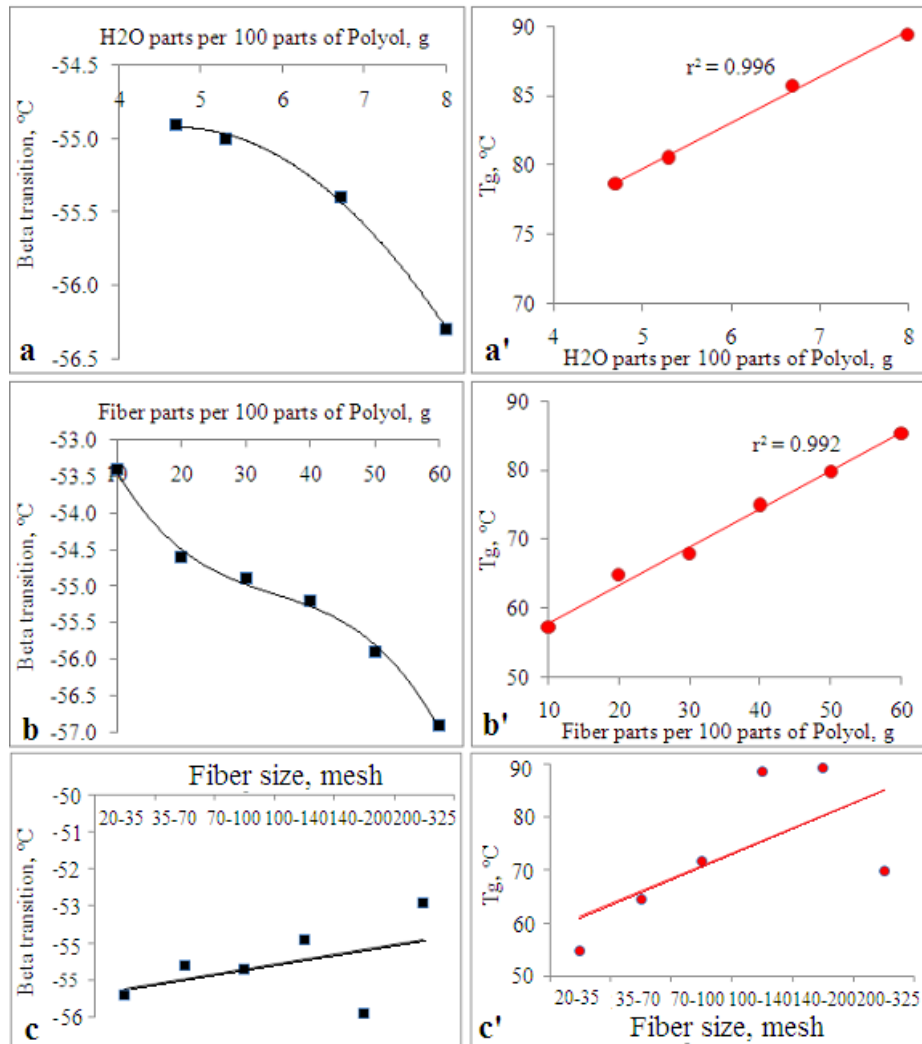 H2O parts per 100 parts of Polyol, g
-54.5
4 5 6 7 8
-55.0
-55.5
-56.0
-56.5
Beta transition, °C
a
90
r² = 0.996
85
80
75
70
Tg, °C
4 5 6 7 8
a' H2O parts per 100 parts of Polyol, g
Fiber parts per 100 parts of Polyol, g
-53.0
-53.5
10 20 30 40 50 60
-54.0
-54.5
-55.0
-55.5
-56.0
-56.5
-57.0
Beta transition, °C
b
90
r² = 0.992
80
70
60
50
Tg, °C
10 20 30 40 50 60
b' Fiber parts per 100 parts of Polyol, g
Fiber size, mesh
-50
20-35 35-70 70-100 100-140 140-200 200-325
-51
-52
-53
-55
-55
-56
Beta transition, °C
c
90
80
70
60
50
Tg, °C
20-35 35-70 70-100 100-140 140-200 200-325
c' Fiber size, mesh